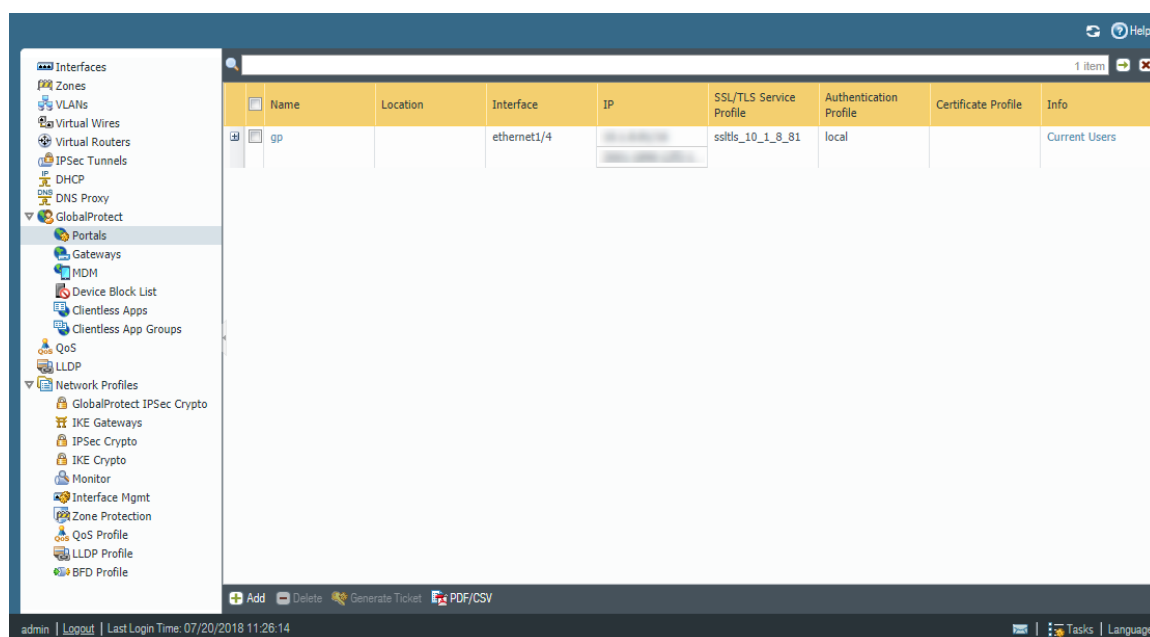 Help
Interfaces
Zones
VLANs
Virtual Wires
Virtual Routers
IPSec Tunnels
DHCP
DNS Proxy
GlobalProtect
Portals
Gateways
MDM
Device Block List
Clientless Apps
Clientless App Groups
QoS
LLDP
Network Profiles
GlobalProtect IPSec Crypto
IKE Gateways
IPSec Crypto
IKE Crypto
Monitor
Interface Mgmt
Zone Protection
QoS Profile
LLDP Profile
BFD Profile
1 item
Name Location Interface IP SSL/TLS Service Profile Authentication Profile Certificate Profile Info
gp ethernet1/4 ssltls_10_1_8_81 local Current Users
Add Delete Generate Ticket PDF/CSV
admin | Logout | Last Login Time: 07/20/2018 11:26:14 | Tasks | Language